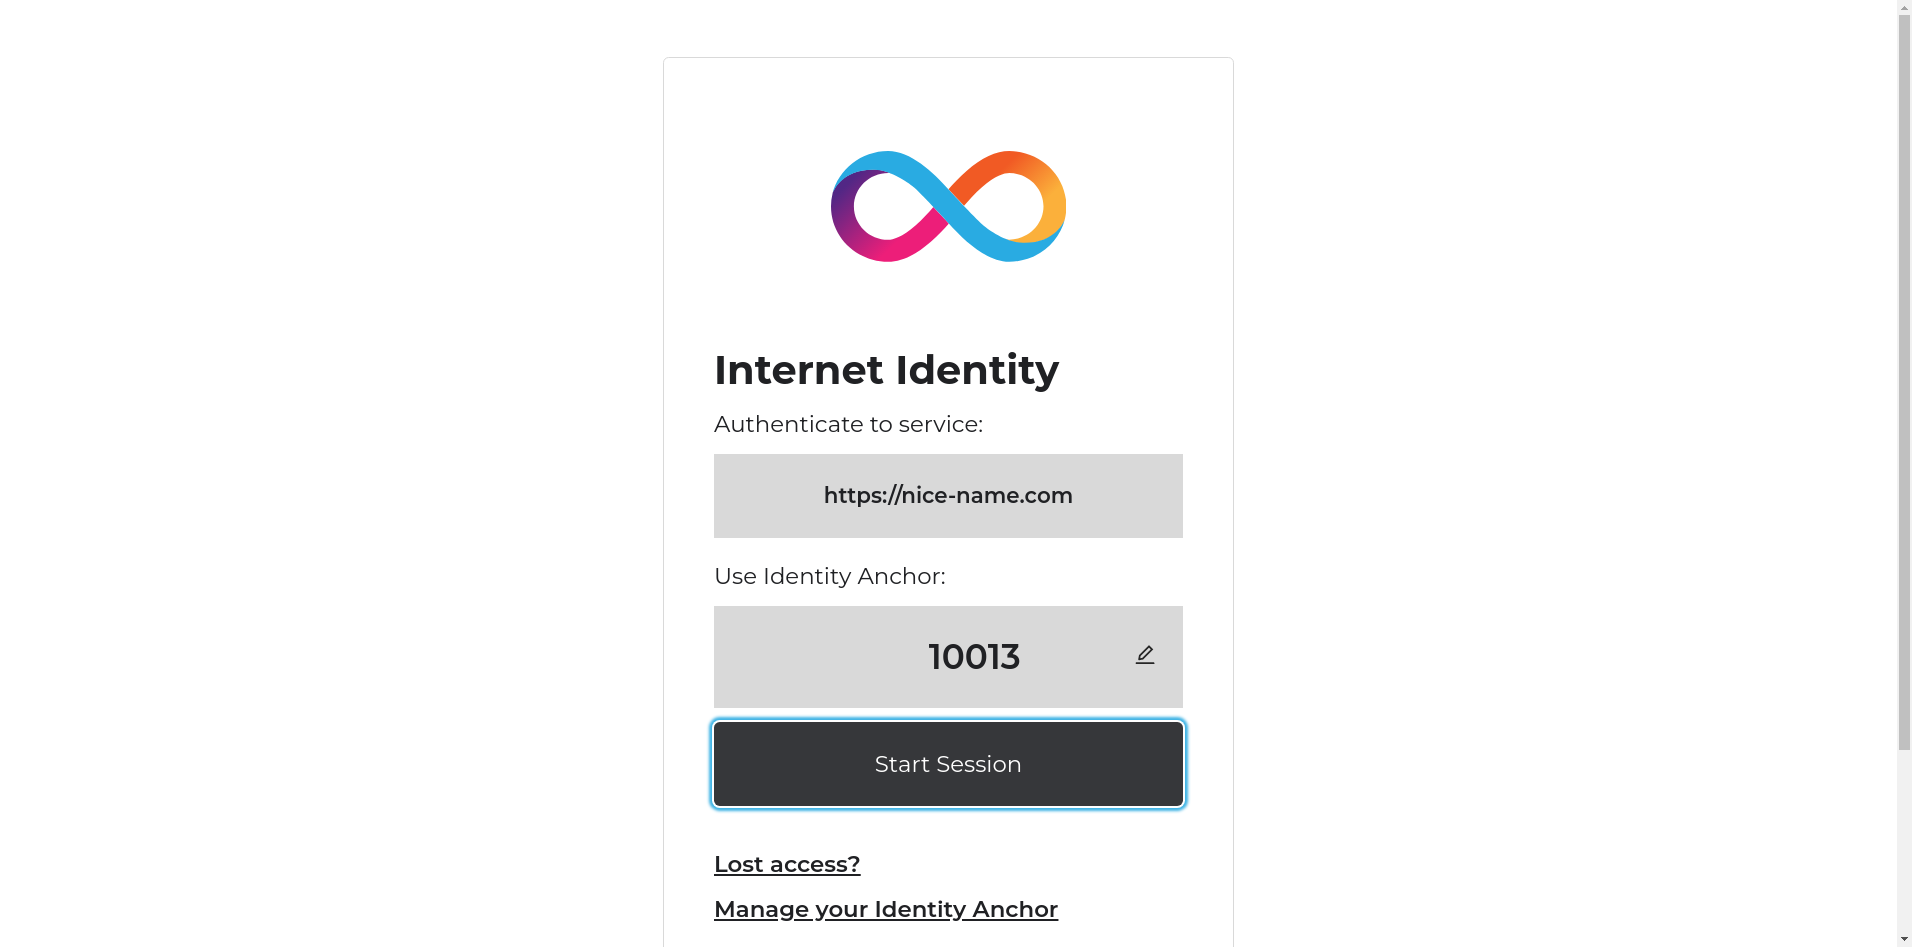 Internet Identity
Authenticate to service:
https://nice-name.com
Use Identity Anchor:
10013
Start Session
Lost access?
Manage your Identity Anchor